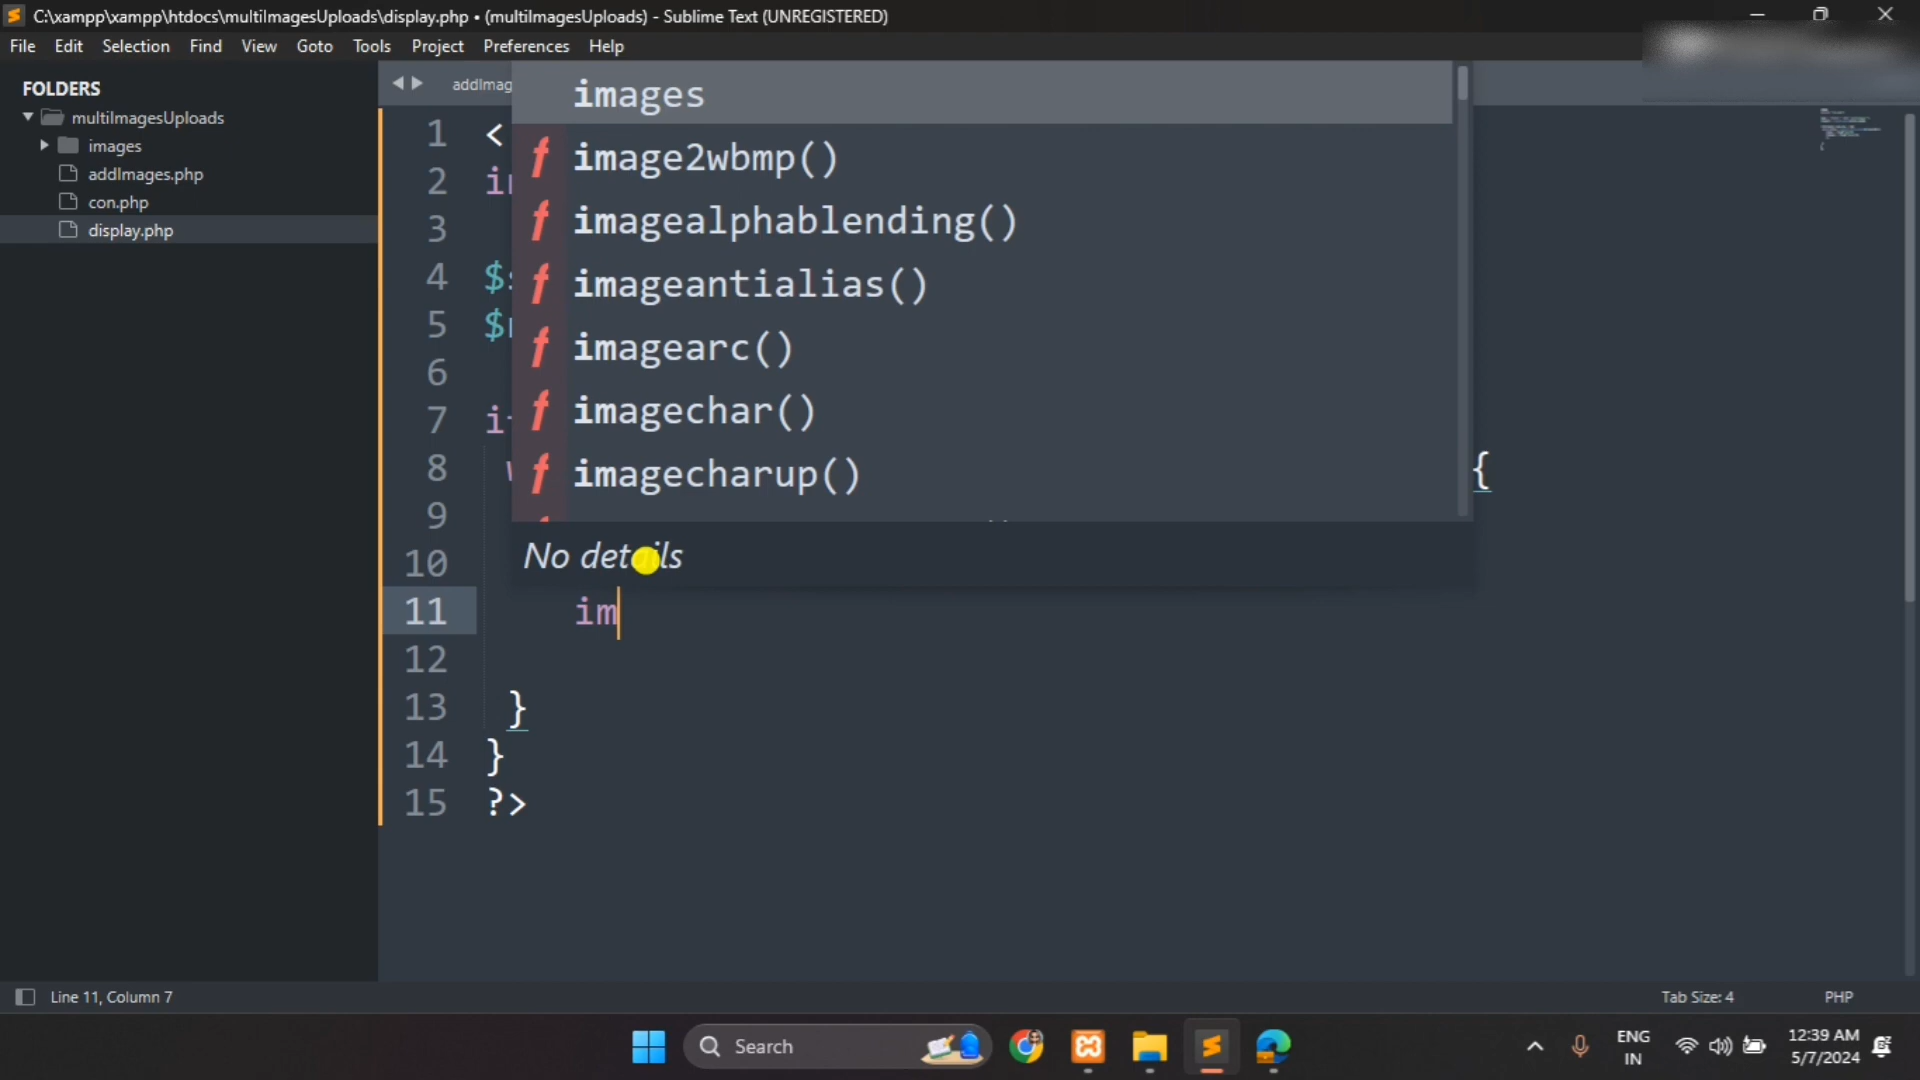 C:\xampp\xampp\htdocs\multiImagesUploads\display.php • (multiImagesUploads) - Sublime Text (UNREGISTERED)
File Edit Selection Find View Goto Tools Project Preferences Help
FOLDERS
multiImagesUploads
images
addImages.php
con.php
display.php
addImag
images
f image2wbmp()
f imagealphablending()
f imageantialias()
f imagearc()
f imagechar()
f imagecharup()
No details
1 <
2 i
3
4 $
5 $
6
7 i
8 {
9
10
11 im
12
13 }
14 }
15 ?>
Line 11, Column 7
Tab Size: 4
PHP
Search
ENG
IN
12:39 AM
5/7/2024